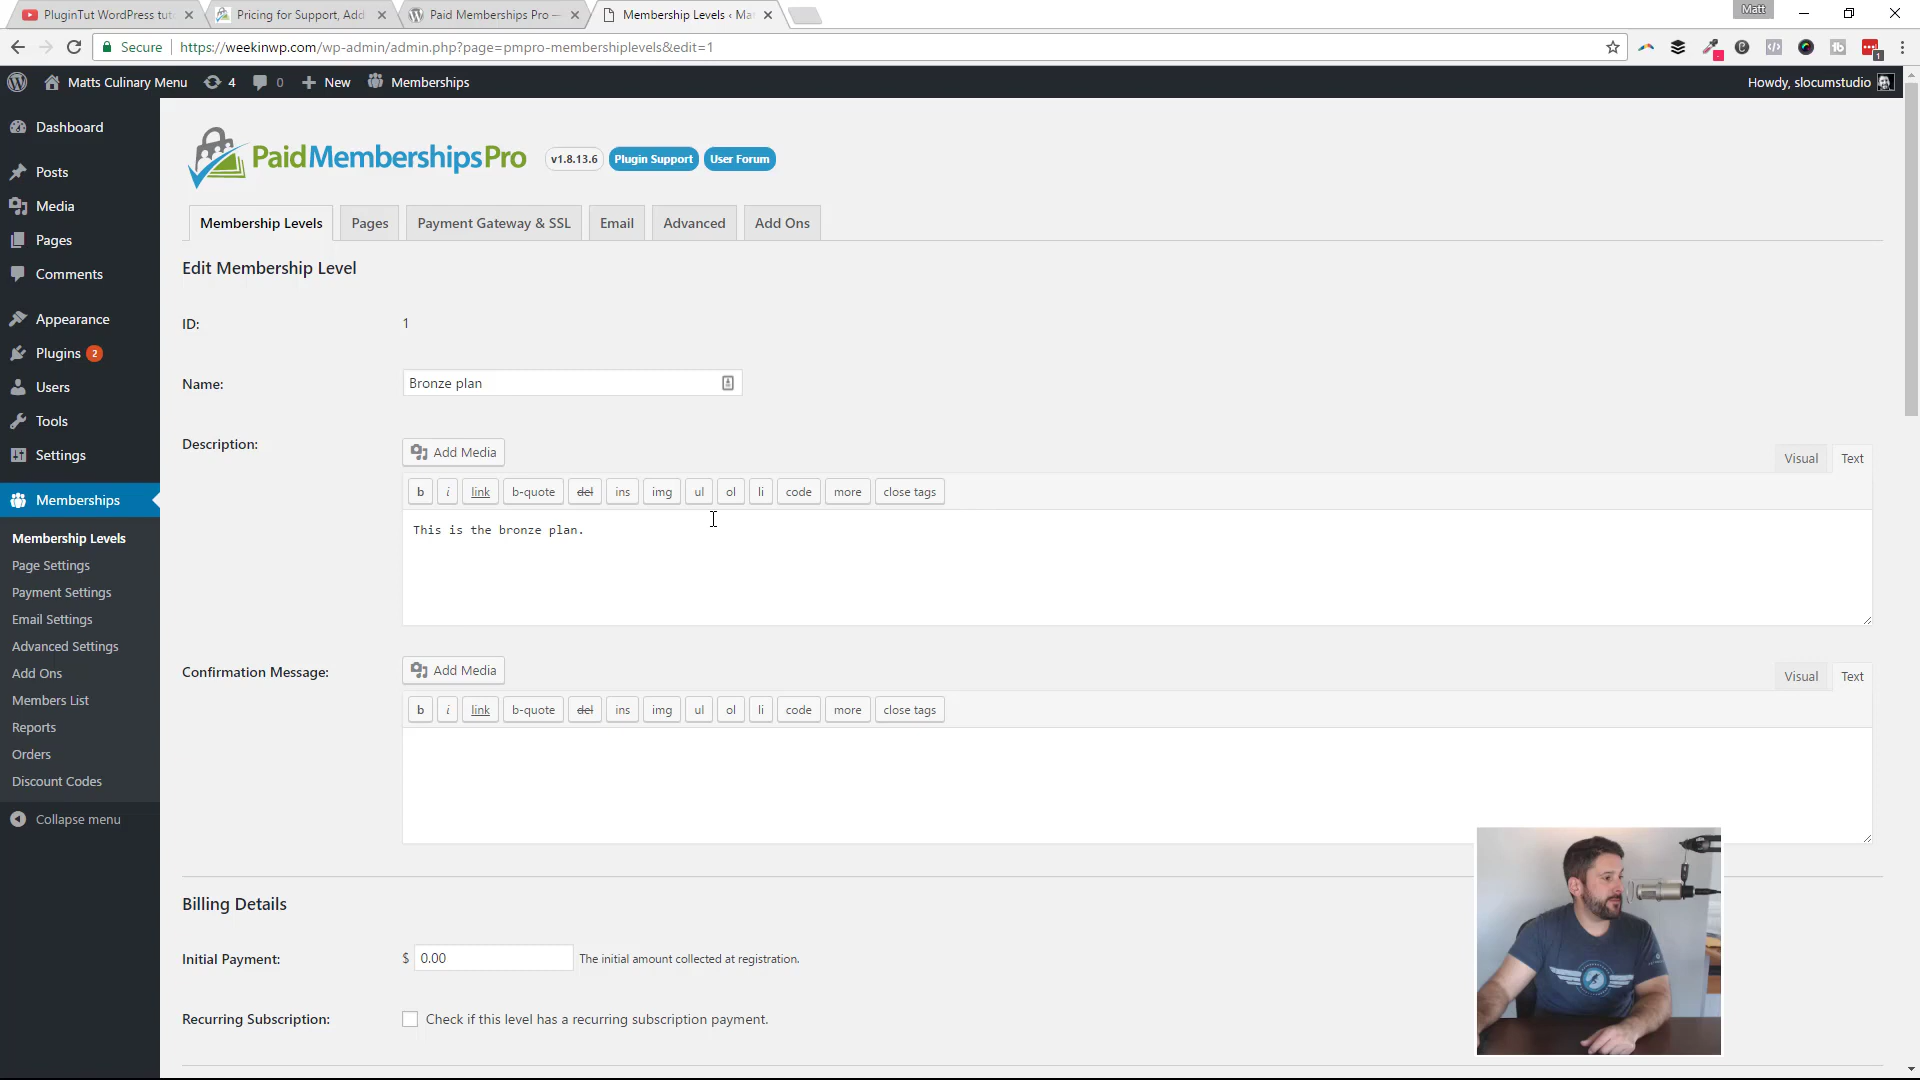 PluginTut WordPress tut
Pricing for Support, Add
Paid Memberships Pro —
Membership Levels ‹ Mat
Matt
Secure
https://weekinwp.com/wp-admin/admin.php?page=pmpro-membershiplevels&edit=1
1
Matts Culinary Menu
4
0
New
Memberships
Howdy, slocumstudio
Dashboard
Posts
Media
Pages
Comments
Appearance
Plugins 2
Users
Tools
Settings
Memberships
Membership Levels
Page Settings
Payment Settings
Email Settings
Advanced Settings
Add Ons
Members List
Reports
Orders
Discount Codes
Collapse menu
PaidMembershipsPro
v1.8.13.6
Plugin Support
User Forum
Membership Levels
Pages
Payment Gateway & SSL
Email
Advanced
Add Ons
Edit Membership Level
ID: 1
Name: Bronze plan
Description:
Add Media
Visual Text
b i link b-quote del ins img ul ol li code more close tags
This is the bronze plan.
Confirmation Message:
Add Media
Visual Text
b i link b-quote del ins img ul ol li code more close tags
Billing Details
Initial Payment: $ 0.00 The initial amount collected at registration.
Recurring Subscription: Check if this level has a recurring subscription payment.